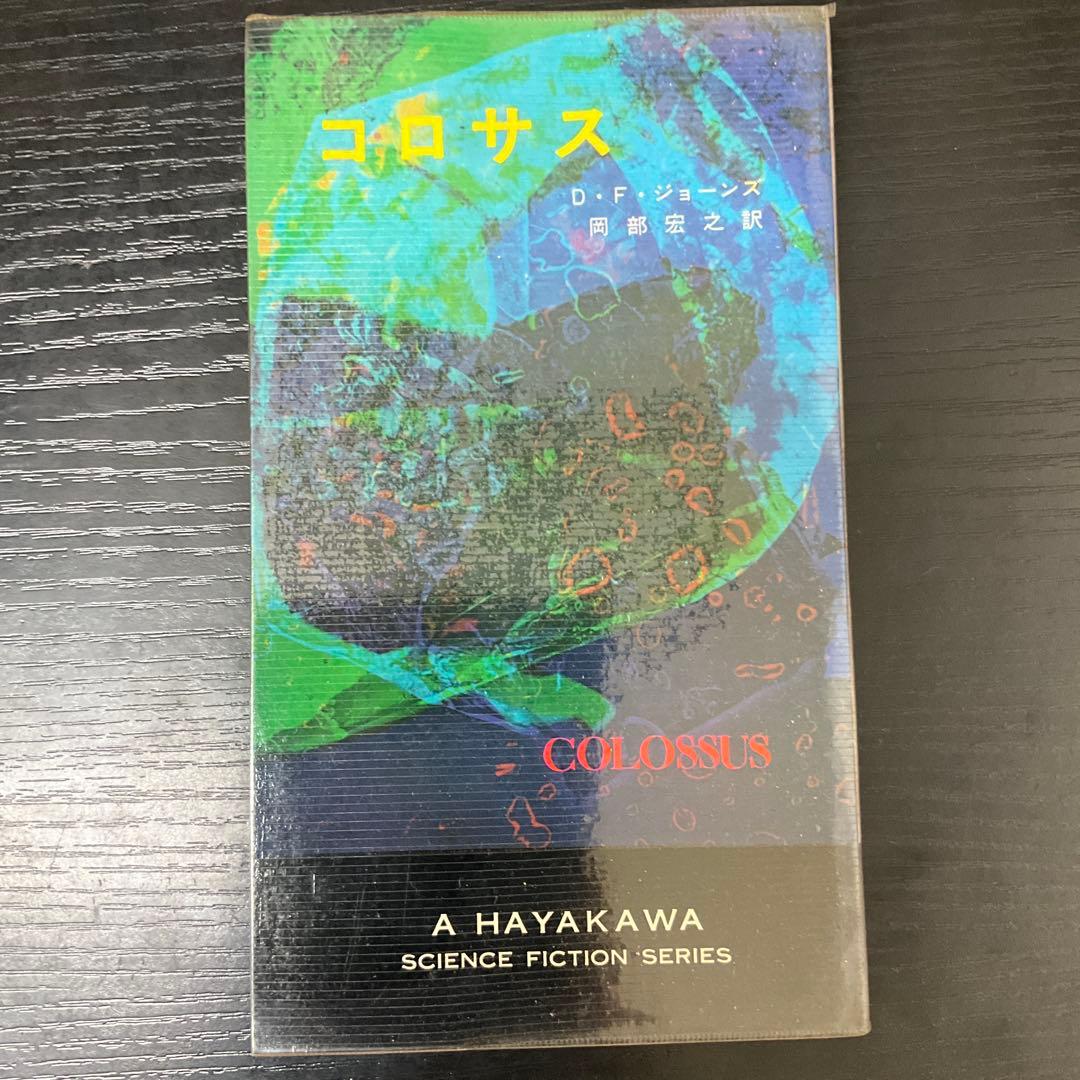 コロサス
D・F・ジョーンズ
岡部宏之訳
COLOSSUS
A HAYAKAWA
SCIENCE FICTION SERIES